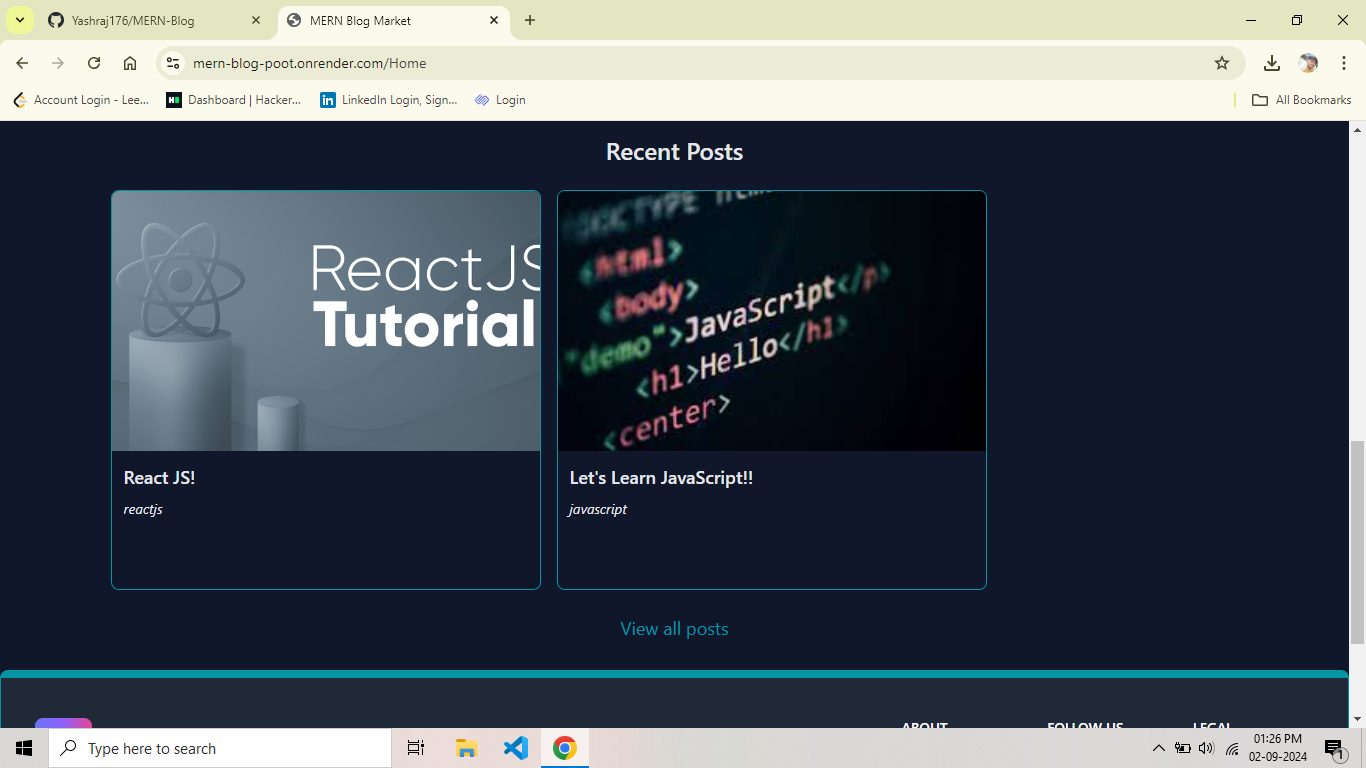 Yashraj176/MERN-Blog
MERN Blog Market
mern-blog-poot.onrender.com/Home
Account Login - Lee...
Dashboard | Hacker...
LinkedIn Login, Sign...
Login
All Bookmarks
Recent Posts
ReactJS
Tutorial
<html>
<body>
"demo">JavaScript</p>
<h1>Hello</h1>
<center>
React JS!
reactjs
Let's Learn JavaScript!!
javascript
View all posts
ABOUT
FOLLOW US
LEGAL
Type here to search
01:26 PM
02-09-2024
1